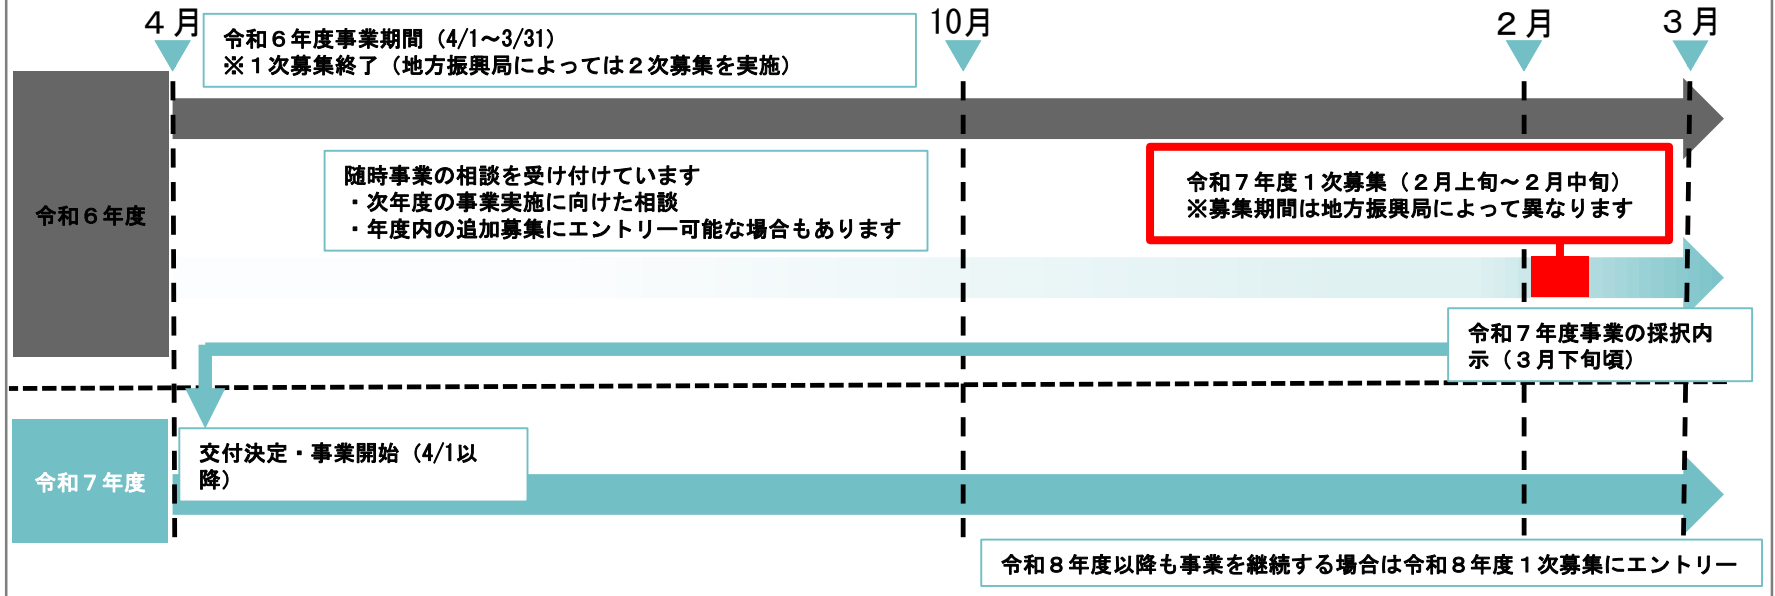 ４月
10月
２月
３月
令和６年度事業期間（4/1～3/31）
※１次募集終了（地方振興局によっては２次募集を実施）
随時事業の相談を受け付けています
・次年度の事業実施に向けた相談
・年度内の追加募集にエントリー可能な場合もあります
令和７年度１次募集（２月上旬～２月中旬）
※募集期間は地方振興局によって異なります
令和６年度
令和７年度事業の採択内
示（３月下旬頃）
交付決定・事業開始（4/1以
降）
令和７年度
令和８年度以降も事業を継続する場合は令和８年度１次募集にエントリー